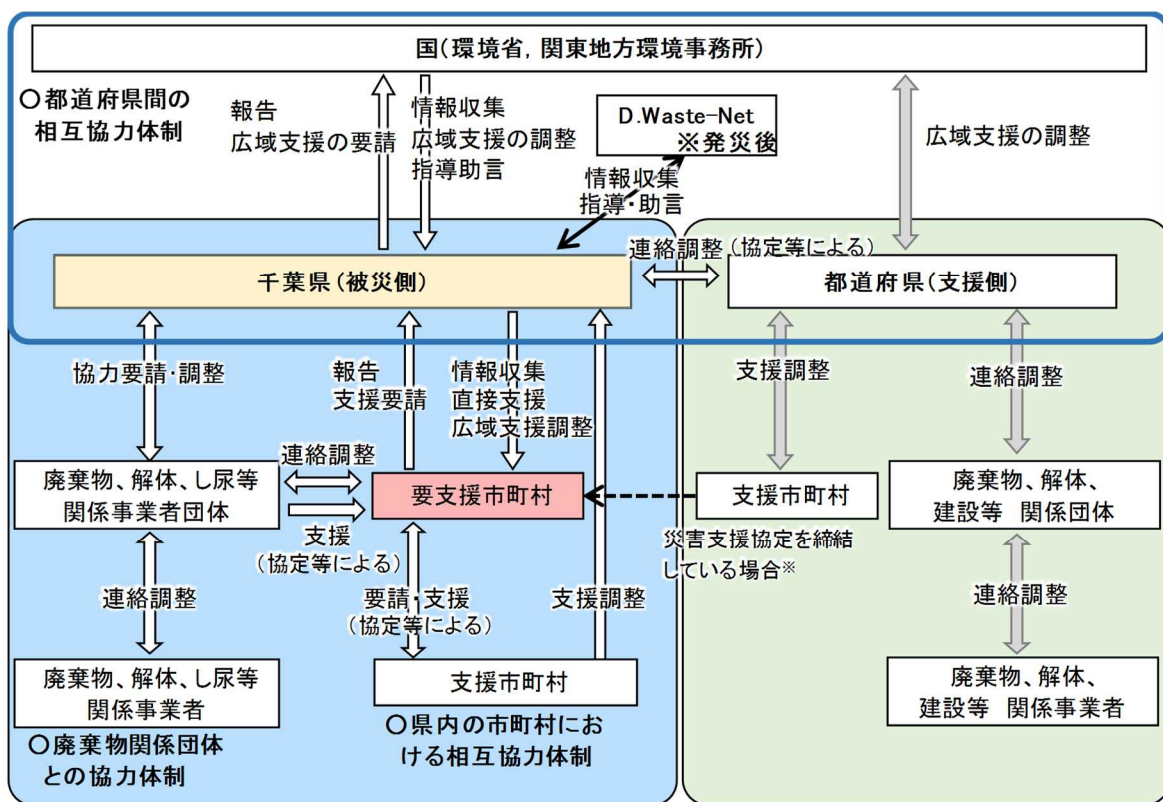 国(環境省，関東地方環境事務所)
○都道府県間の
相互協力体制
報告
広域支援の要請
情報収集
広域支援の調整
指導助言
D.Waste-Net
※発災後
広域支援の調整
情報収集
指導・助言
連絡調整(協定等による)
千葉県(被災側)
都道府県(支援側)
協力要請・調整
報告
支援要請
情報収集
直接支援
広域支援調整
支援調整
連絡調整
廃棄物、解体、し尿等
関係事業者団体
連絡調整
支援
(協定等による)
要支援市町村
支援市町村
災害支援協定を締結
している場合※
廃棄物、解体、
建設等 関係団体
連絡調整
要請・支援
(協定等による)
支援調整
連絡調整
廃棄物、解体、し尿等
関係事業者
支援市町村
廃棄物、解体、
建設等 関係事業者
○廃棄物関係団体
との協力体制
○県内の市町村にお
ける相互協力体制